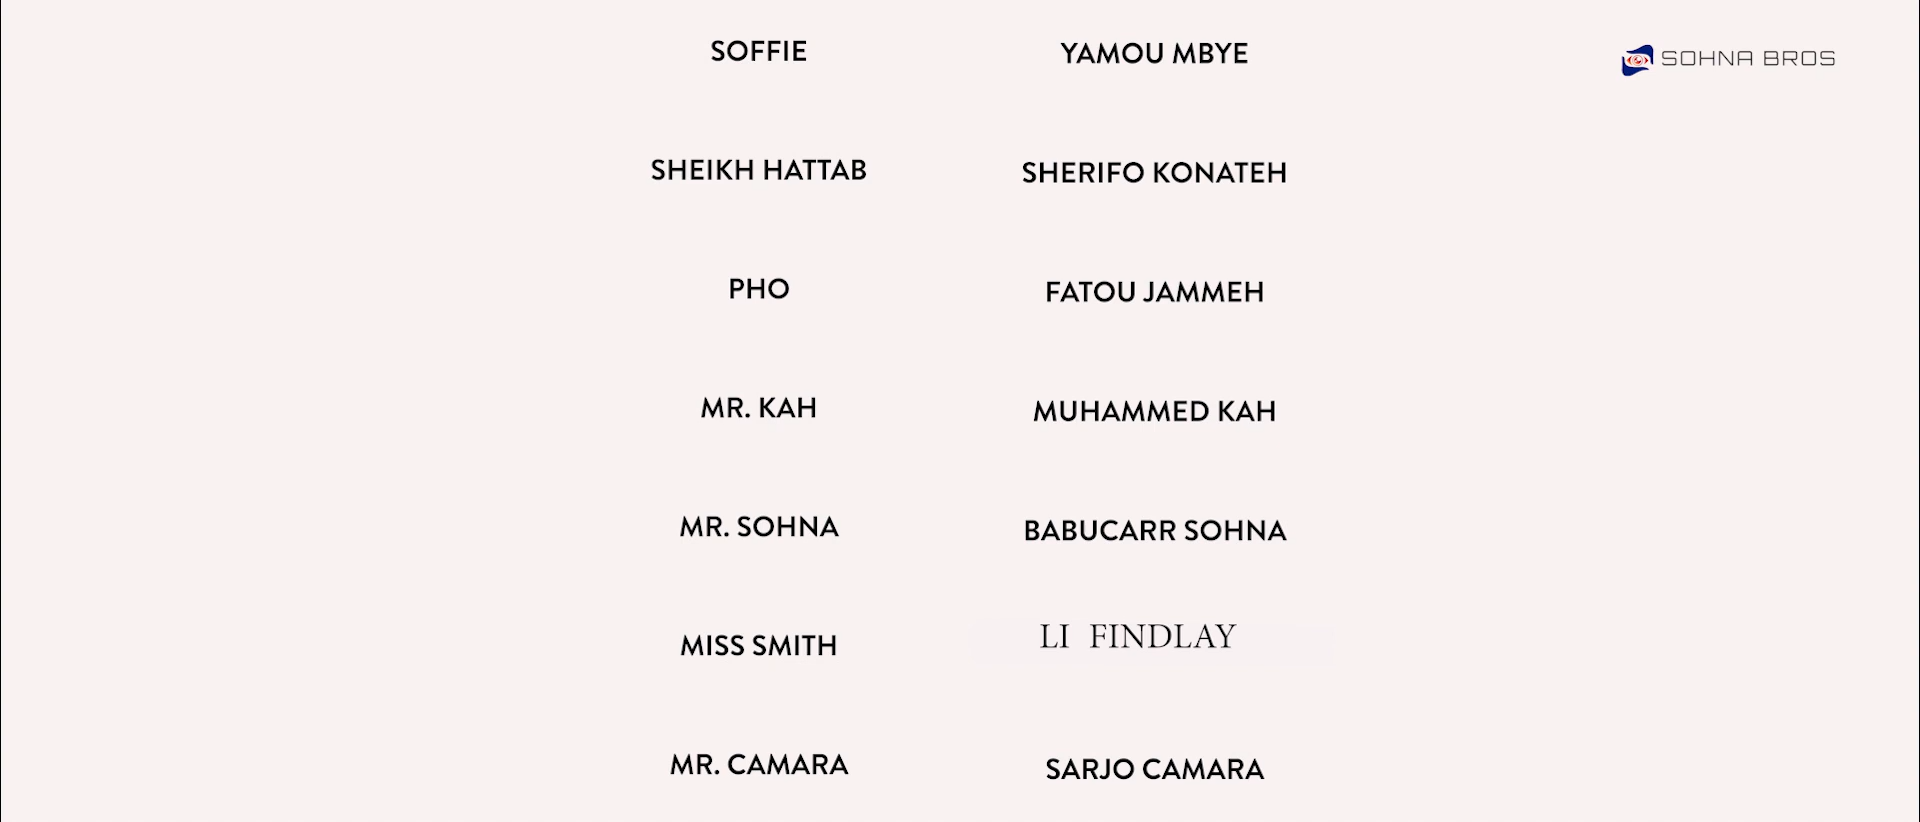 SOFFIE YAMOU MBYE
SOHNA BROS
SHEIKH HATTAB SHERIFO KONATEH
PHO FATOU JAMMEH
MR. KAH MUHAMMED KAH
MR. SOHNA BABUCARR SOHNA
MISS SMITH LI FINDLAY
MR. CAMARA SARJO CAMARA